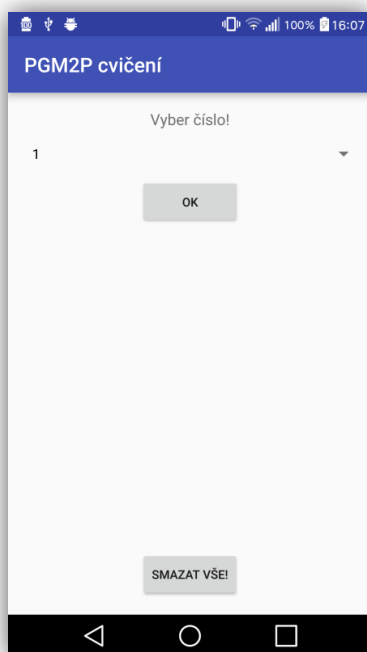 100% 16:07
PGM2P cvičení
Vyber číslo!
1
OK
SMAZAT VŠE!